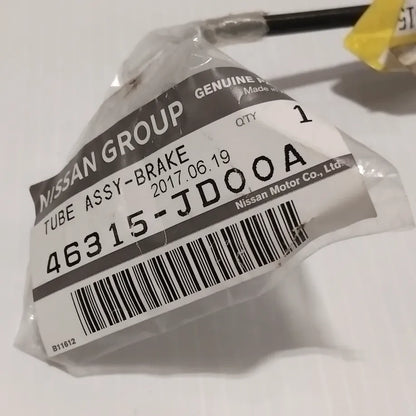 NISSAN GROUP
GENUINE
Made
TUBE ASSY-BRAKE
QTY 1
2017.06.19
46315-JD00A
Nissan Motor Co., Ltd.
B11612
15